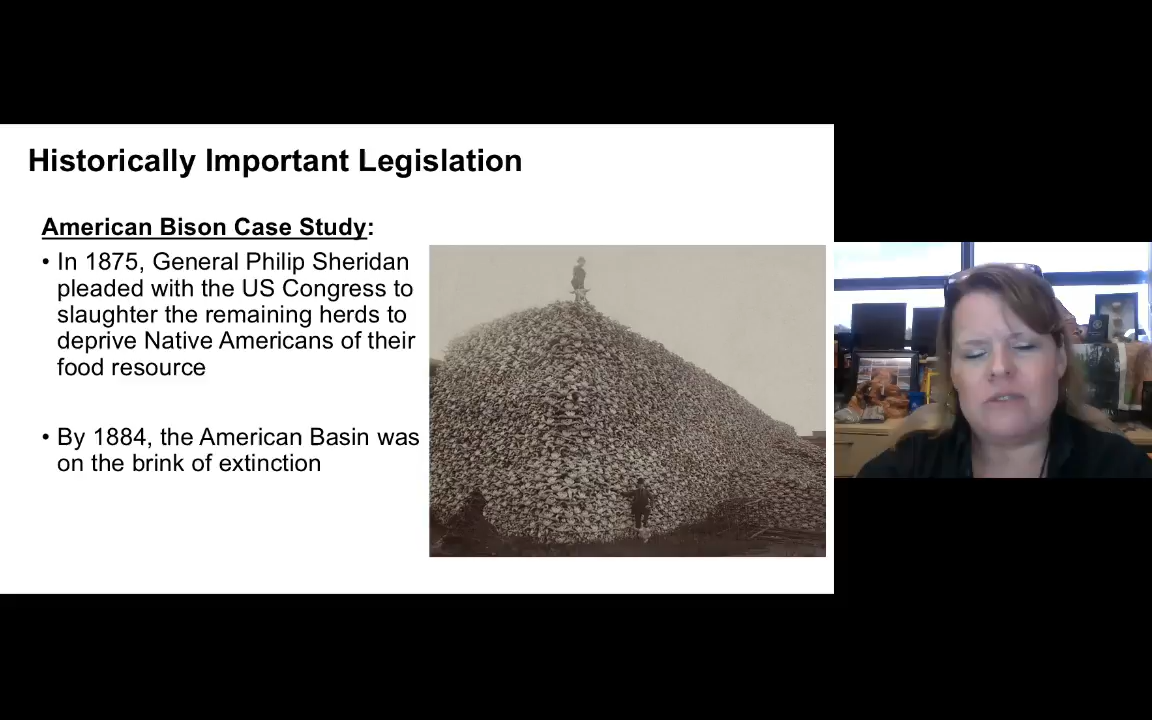 Historically Important Legislation
American Bison Case Study:
• In 1875, General Philip Sheridan
pleaded with the US Congress to
slaughter the remaining herds to
deprive Native Americans of their
food resource
• By 1884, the American Basin was
on the brink of extinction